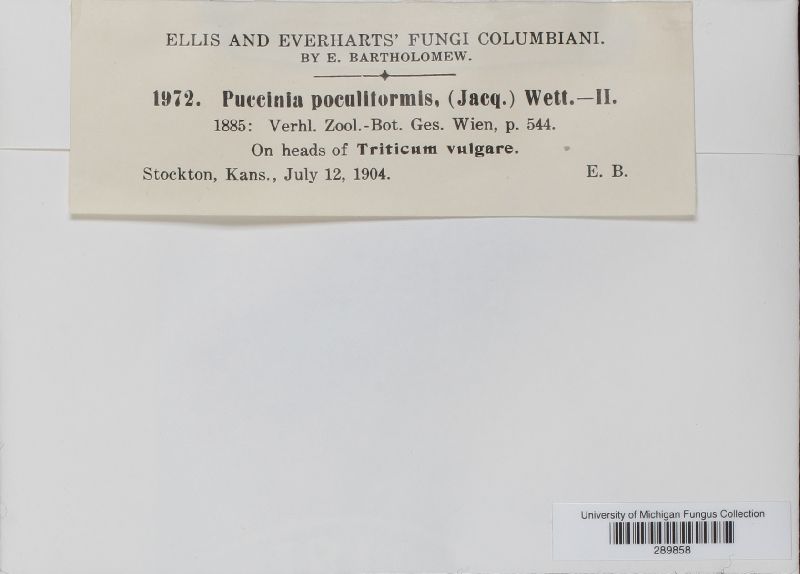 ELLIS AND EVERHARTS' FUNGI COLUMBIANI.
BY E. BARTHOLOMEW.
1972. Puccinia poculiformis, (Jacq.) Wett.—II.
1885: Verhl. Zool.-Bot. Ges. Wien, p. 544.
On heads of Triticum vulgare.
Stockton, Kans., July 12, 1904. E. B.
University of Michigan Fungus Collection
289858